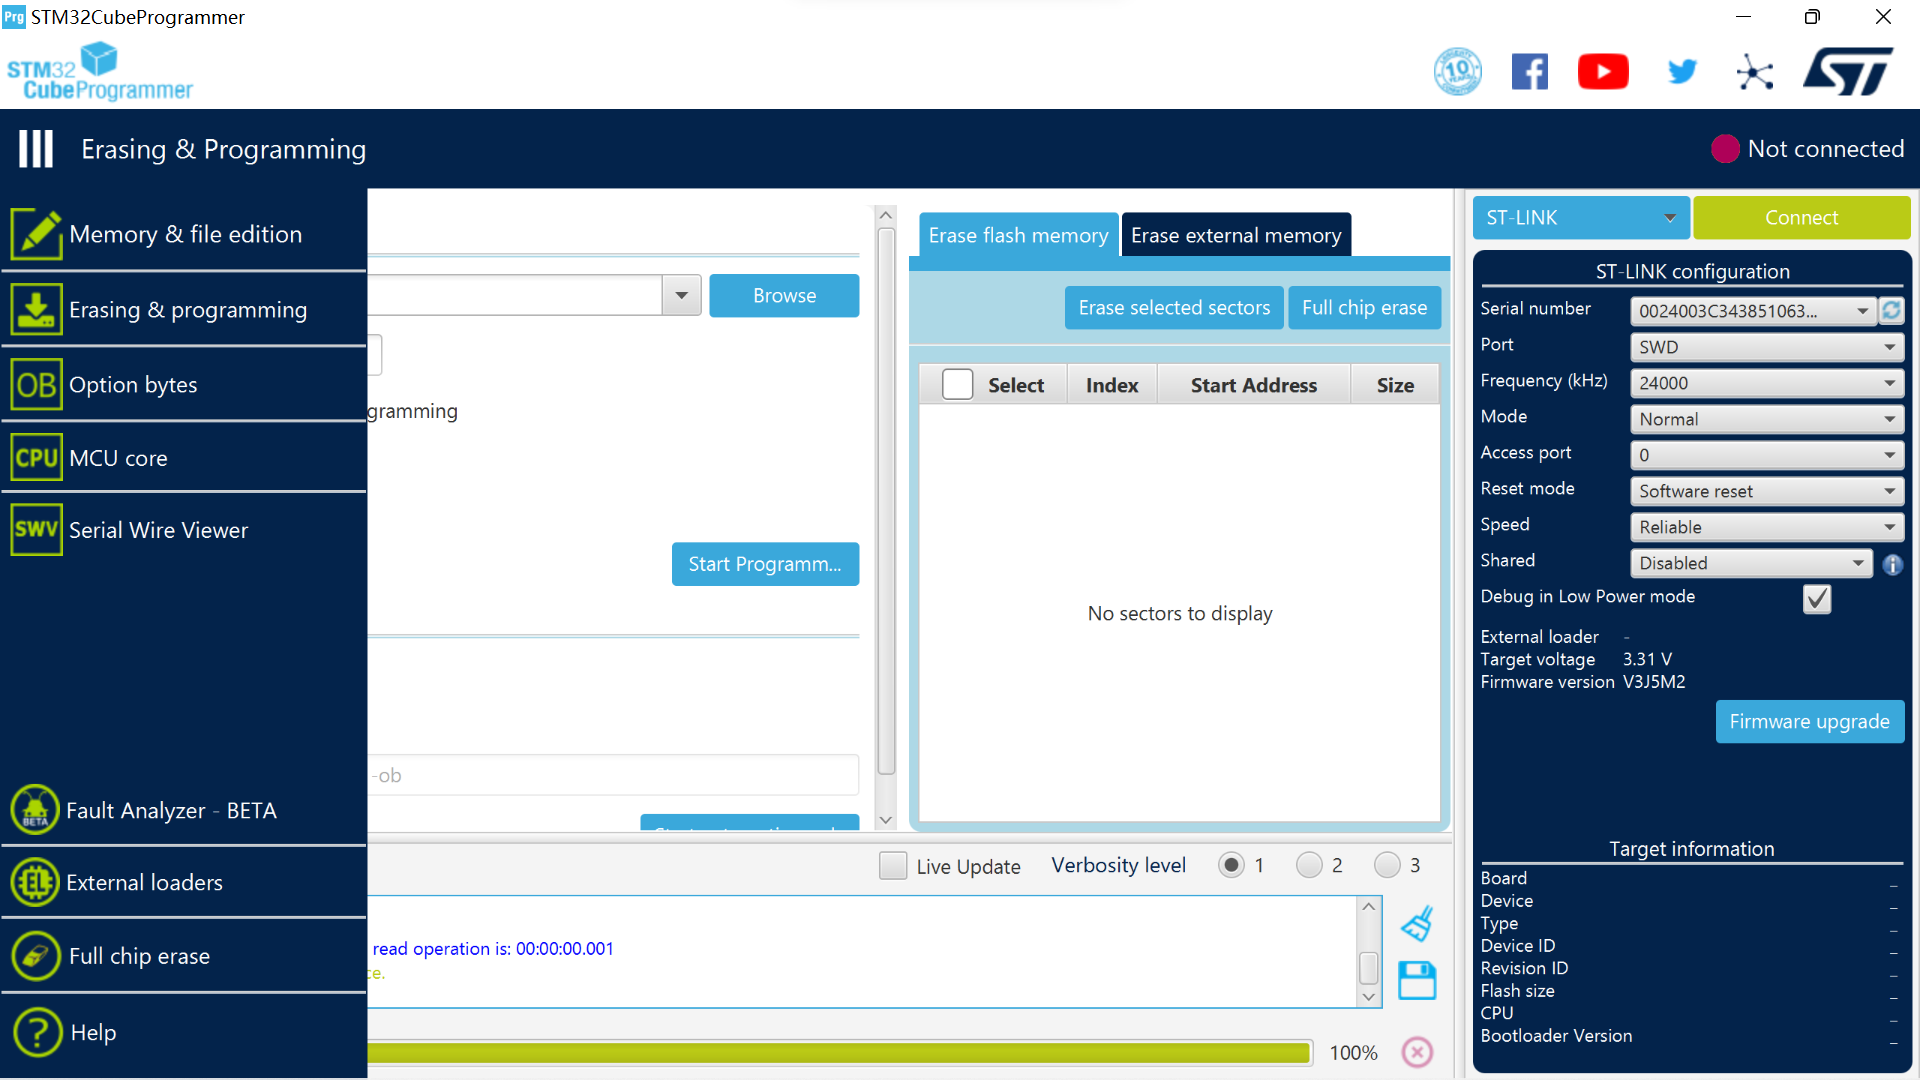 Prg STM32CubeProgrammer
STM32
CubeProgrammer
10
ST
Erasing & Programming
Not connected
Memory & file edition
Erasing & programming
OB Option bytes
CPU MCU core
SWV Serial Wire Viewer
BETA Fault Analyzer - BETA
EL External loaders
Full chip erase
? Help
Browse
gramming
Start Programm...
-ob
Erase flash memory
Erase external memory
Erase selected sectors
Full chip erase
Select Index Start Address Size
No sectors to display
Live Update Verbosity level 1 2 3
read operation is: 00:00:00.001
ce.
100%
ST-LINK
Connect
ST-LINK configuration
Serial number 0024003C343851063...
Port SWD
Frequency (kHz) 24000
Mode Normal
Access port 0
Reset mode Software reset
Speed Reliable
Shared Disabled
Debug in Low Power mode
External loader -
Target voltage 3.31 V
Firmware version V3J5M2
Firmware upgrade
Target information
Board _
Device _
Type _
Device ID _
Revision ID _
Flash size _
CPU _
Bootloader Version _